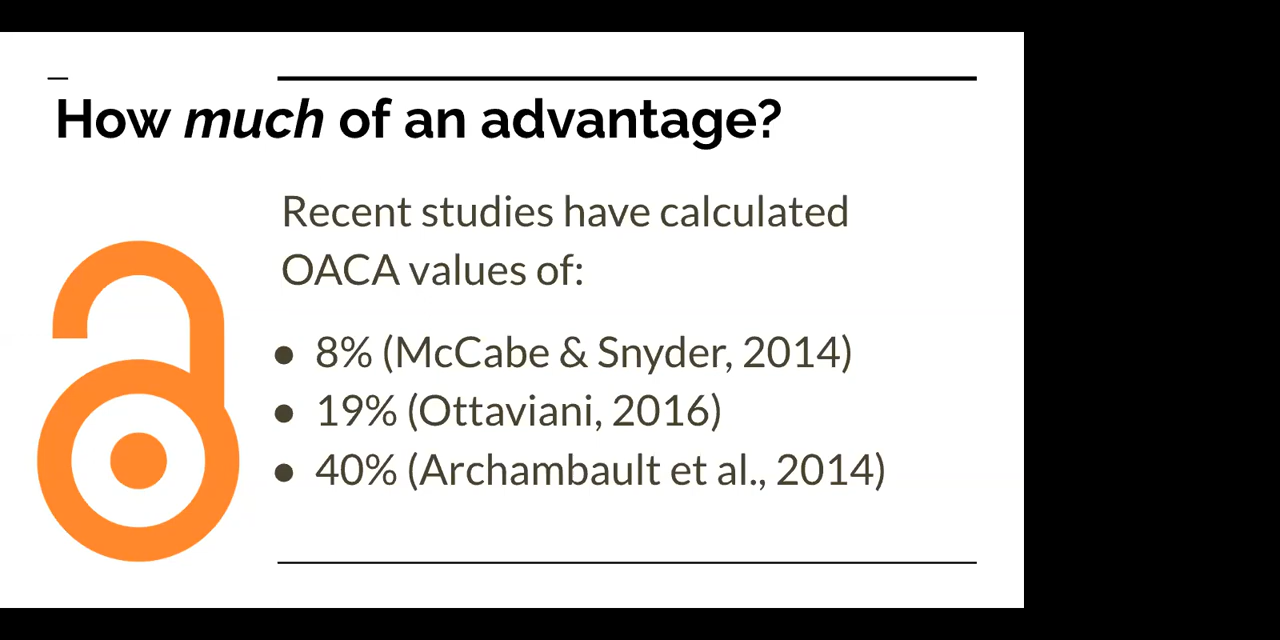 How much of an advantage?
Recent studies have calculated
OACA values of:
● 8% (McCabe & Snyder, 2014)
● 19% (Ottaviani, 2016)
● 40% (Archambault et al., 2014)